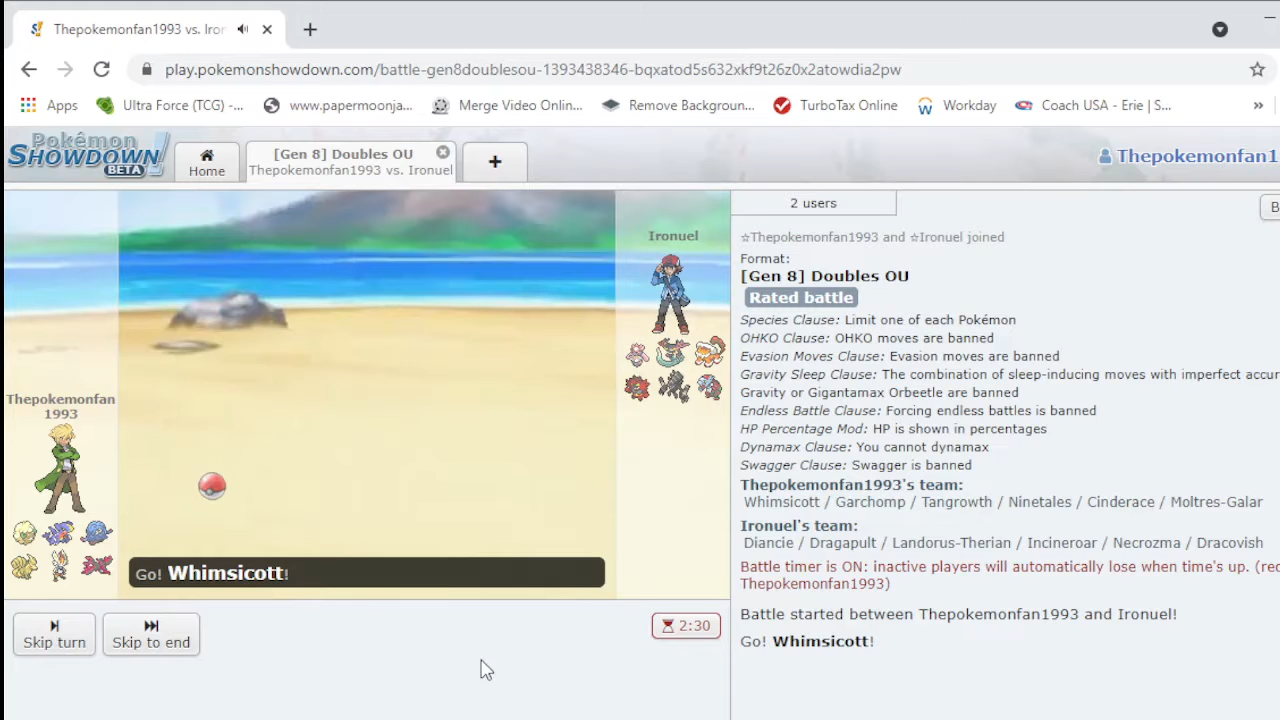 Thepokemonfan1993 vs. Iror
play.pokemonshowdown.com/battle-gen8doublesou-1393438346-bqxatod5s632xkf9t26z0x2atowdia2pw
Apps Ultra Force (TCG) -... www.papermoonja... Merge Video Onlin... Remove Backgroun... TurboTax Online Workday Coach USA - Erie | S... »
Pokémon
SHOWDOWN!
BETA
Home
[Gen 8] Doubles OU
Thepokemonfan1993 vs. Ironuel
+
Thepokemonfan1
2 users
B
Ironuel
Thepokemonfan
1993
Go! Whimsicott!
Skip turn
Skip to end
2:30
☆Thepokemonfan1993 and ☆Ironuel joined
Format:
[Gen 8] Doubles OU
Rated battle
Species Clause: Limit one of each Pokémon
OHKO Clause: OHKO moves are banned
Evasion Moves Clause: Evasion moves are banned
Gravity Sleep Clause: The combination of sleep-inducing moves with imperfect accur
Gravity or Gigantamax Orbeetle are banned
Endless Battle Clause: Forcing endless battles is banned
HP Percentage Mod: HP is shown in percentages
Dynamax Clause: You cannot dynamax
Swagger Clause: Swagger is banned
Thepokemonfan1993's team:
Whimsicott / Garchomp / Tangrowth / Ninetales / Cinderace / Moltres-Galar
Ironuel's team:
Diancie / Dragapult / Landorus-Therian / Incineroar / Necrozma / Dracovish
Battle timer is ON: inactive players will automatically lose when time's up. (rec
Thepokemonfan1993)
Battle started between Thepokemonfan1993 and Ironuel!
Go! Whimsicott!